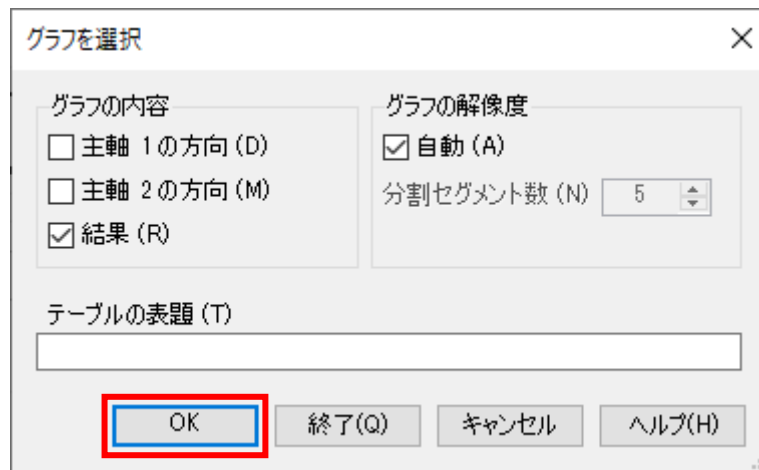 グラフを選択
グラフの内容
主軸 1の方向(D)
主軸 2の方向(M)
結果(R)
グラフの解像度
自動(A)
分割セグメント数(N) 5
テーブルの表題(T)
OK 終了(Q) キャンセル ヘルプ(H)